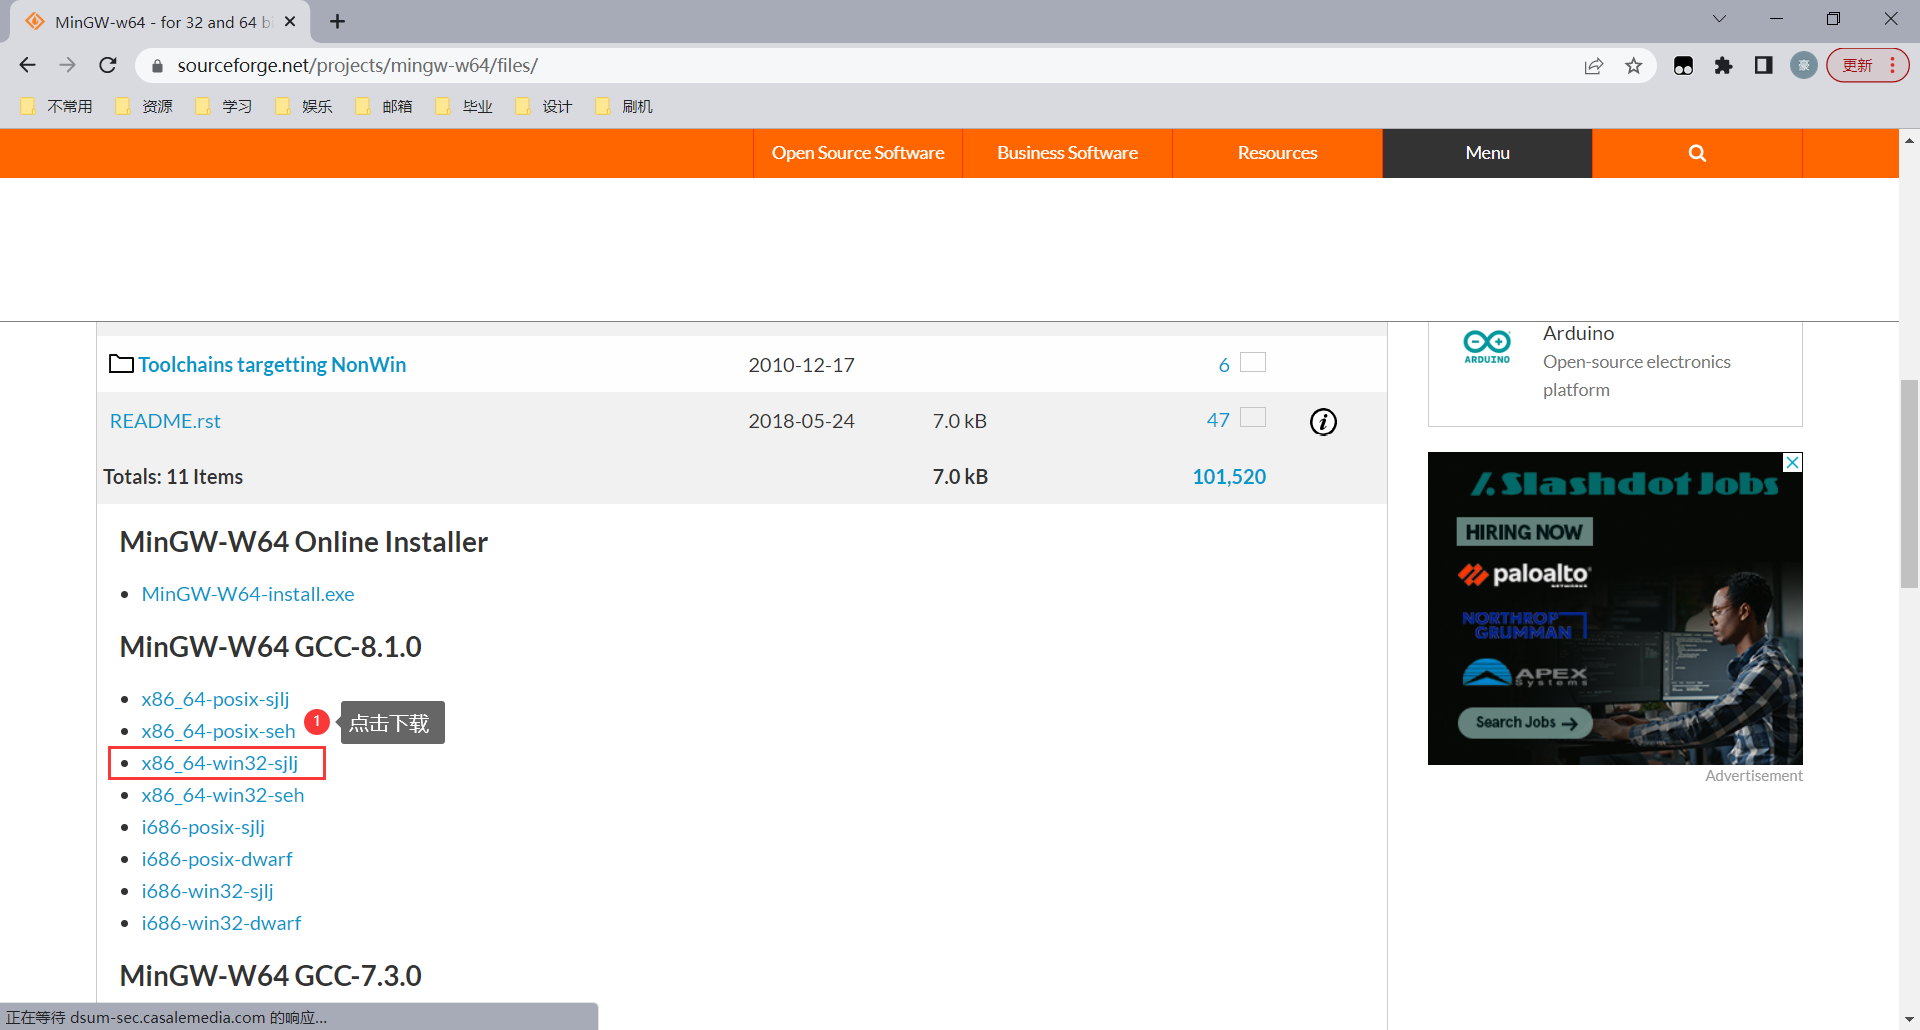 MinGW-w64 - for 32 and 64 bi
sourceforge.net/projects/mingw-w64/files/
豪
更新
不常用
资源
学习
娱乐
邮箱
毕业
设计
刷机
Open Source Software
Business Software
Resources
Menu
Toolchains targetting NonWin
2010-12-17
6
README.rst
2018-05-24
7.0 kB
47
i
Totals: 11 Items
7.0 kB
101,520
MinGW-W64 Online Installer
MinGW-W64-install.exe
MinGW-W64 GCC-8.1.0
x86_64-posix-sjlj
x86_64-posix-seh
1
点击下载
x86_64-win32-sjlj
x86_64-win32-seh
i686-posix-sjlj
i686-posix-dwarf
i686-win32-sjlj
i686-win32-dwarf
MinGW-W64 GCC-7.3.0
ARDUINO
Arduino
Open-source electronics
platform
Slashdot Jobs
HIRING NOW
paloalto
NETWORKS
NORTHROP
GRUMMAN
APEX
Systems
Search Jobs
Advertisement
正在等待 dsum-sec.casalemedia.com 的响应...